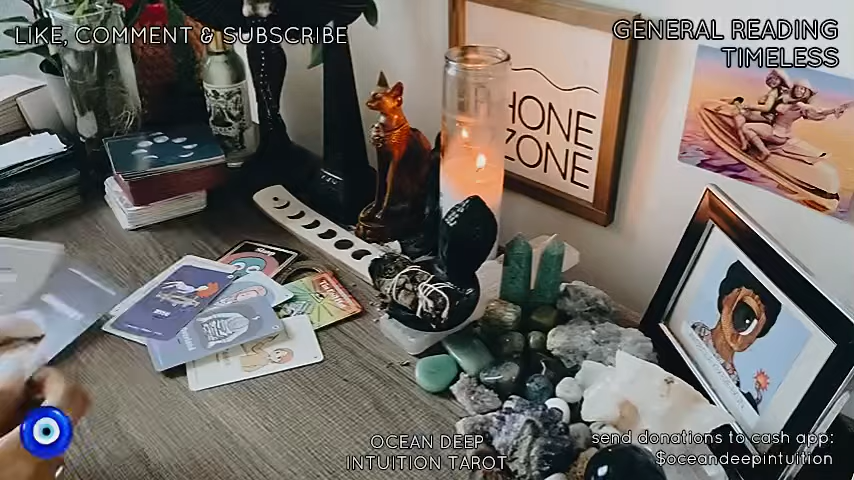 LIKE, COMMENT & SUBSCRIBE
GENERAL READING
TIMELESS
HONE
ZONE
OCEAN DEEP
INTUITION TAROT
send donations to cash app:
$oceandeepintuition